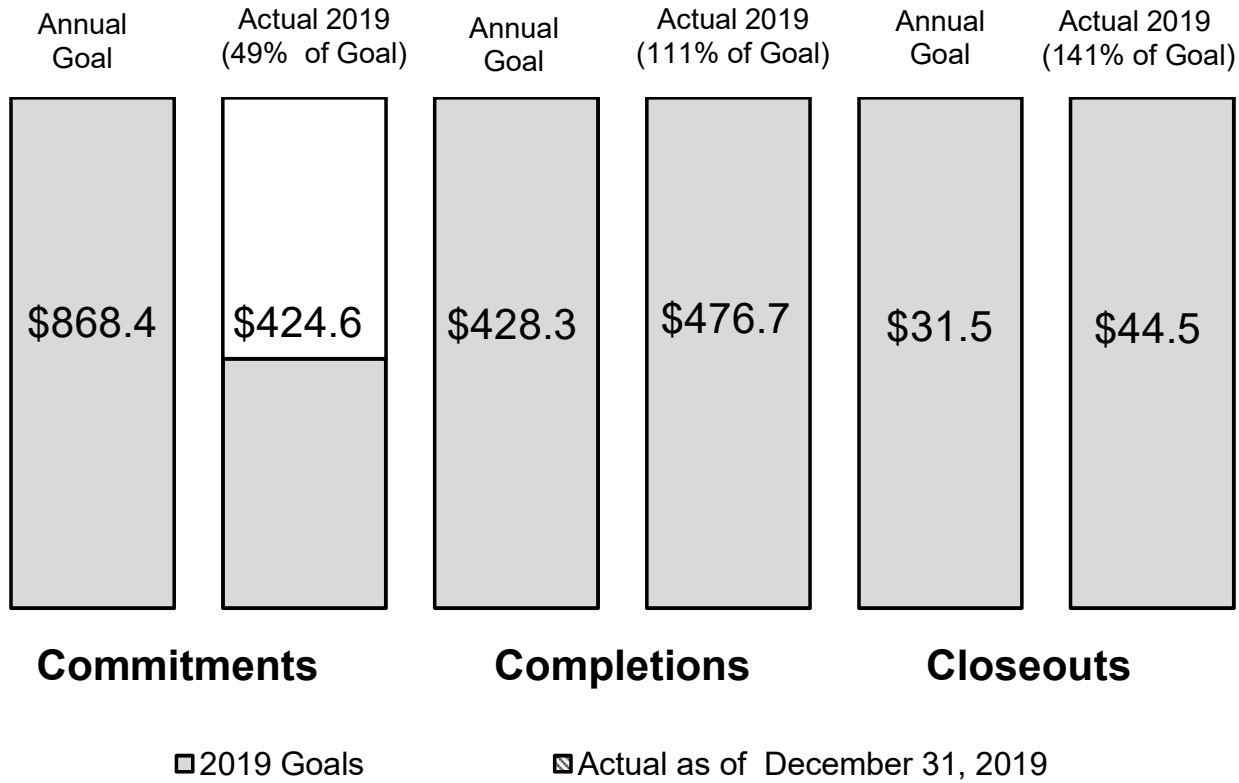 Annual
Goal
Actual 2019
(49% of Goal)
Annual
Goal
Actual 2019
(111% of Goal)
Annual
Goal
Actual 2019
(141% of Goal)
$868.4
$424.6
$428.3
$476.7
$31.5
$44.5
Commitments
Completions
Closeouts
2019 Goals
Actual as of December 31, 2019